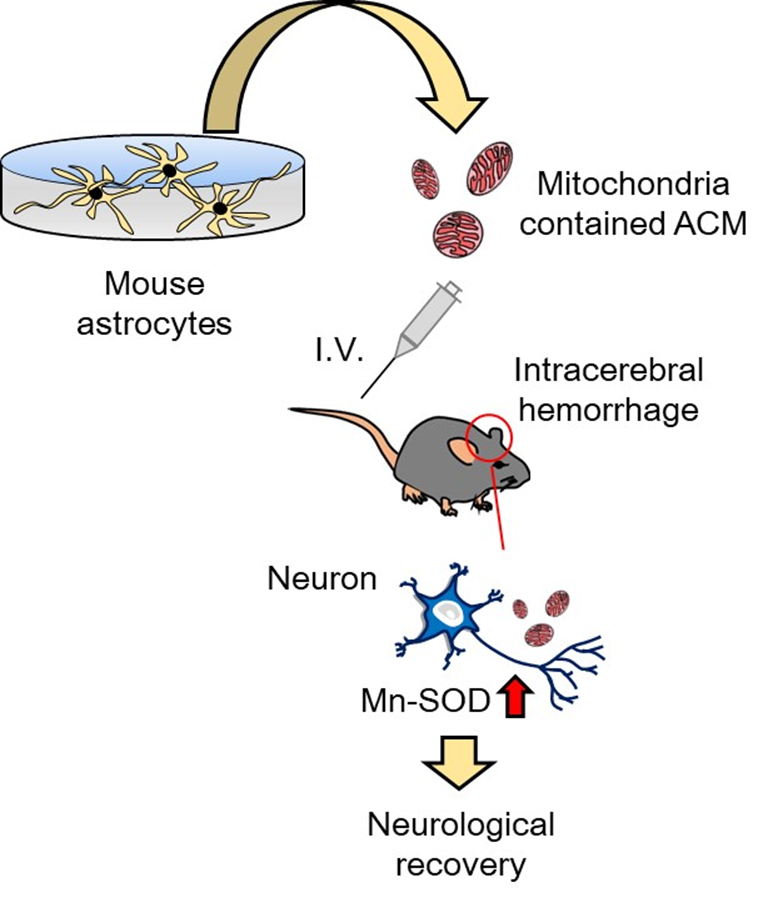 Mitochondria
contained ACM
Mouse
astrocytes
I.V.
Intracerebral
hemorrhage
Neuron
Mn-SOD
Neurological
recovery